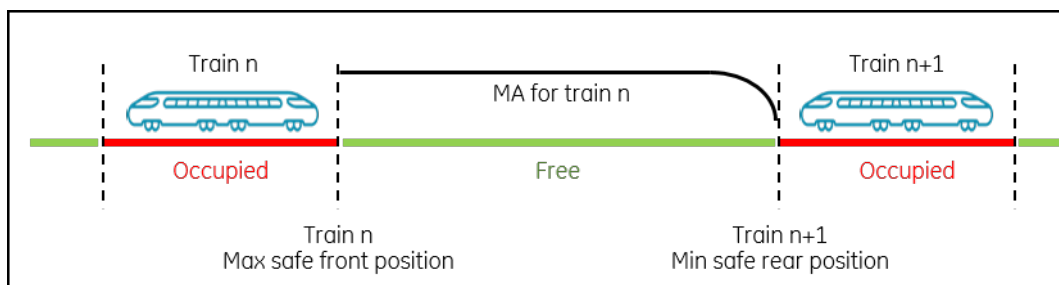 Train n
Train n+1
MA for train n
Occupied
Free
Occupied
Train n
Max safe front position
Train n+1
Min safe rear position